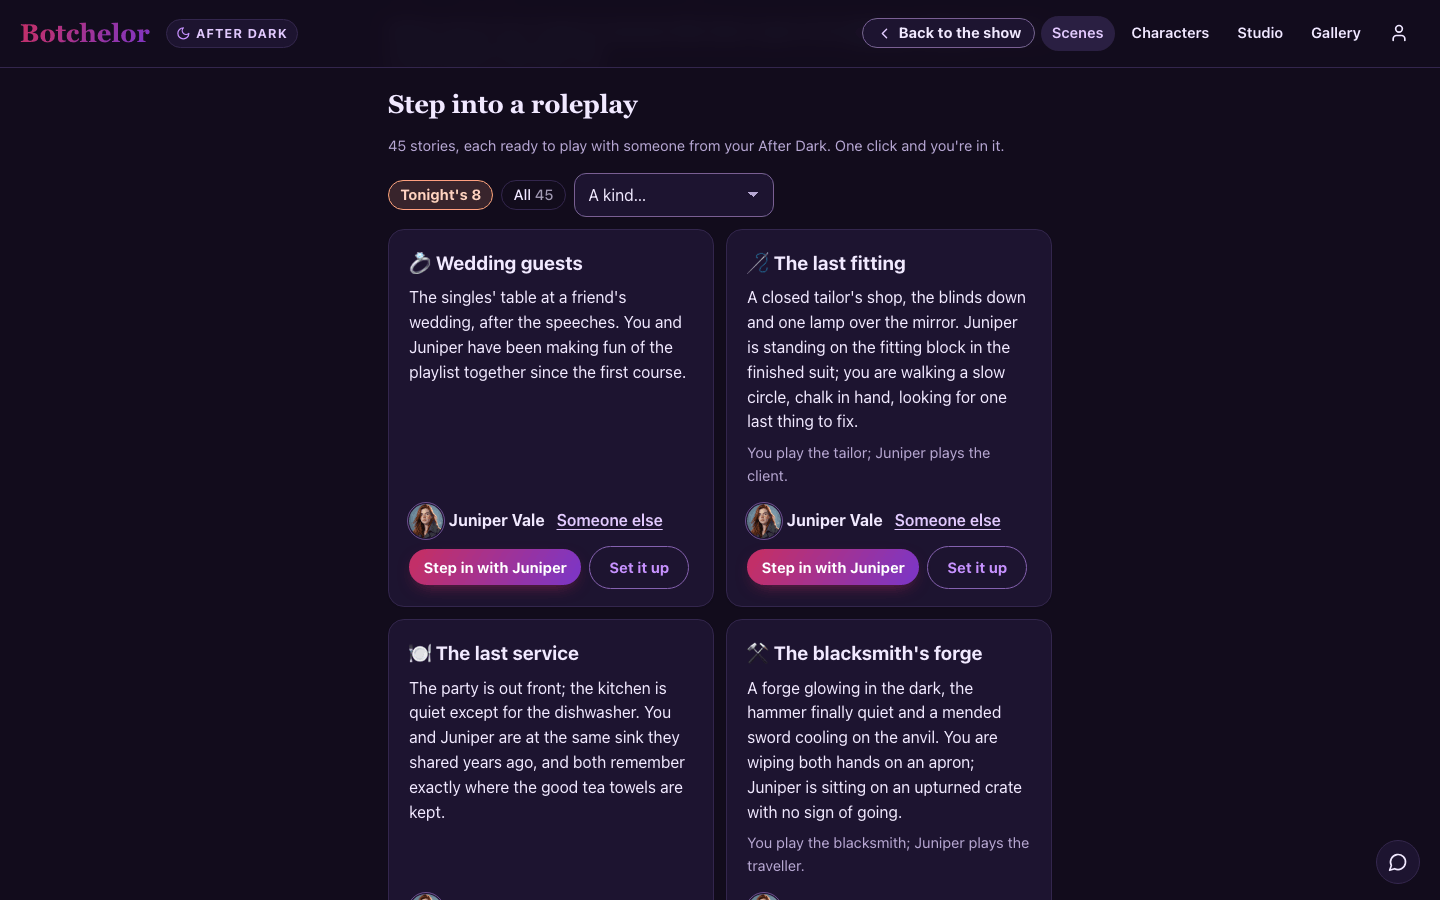 Botchelor
AFTER DARK
Back to the show
Scenes
Characters
Studio
Gallery
Step into a roleplay
45 stories, each ready to play with someone from your After Dark. One click and you're in it.
Tonight's 8
All 45
A kind...
Wedding guests
The singles' table at a friend's
wedding, after the speeches. You and
Juniper have been making fun of the
playlist together since the first course.
Juniper Vale Someone else
Step in with Juniper
Set it up
The last fitting
A closed tailor's shop, the blinds down
and one lamp over the mirror. Juniper
is standing on the fitting block in the
finished suit; you are walking a slow
circle, chalk in hand, looking for one
last thing to fix.
You play the tailor; Juniper plays the
client.
Juniper Vale Someone else
Step in with Juniper
Set it up
The last service
The party is out front; the kitchen is
quiet except for the dishwasher. You
and Juniper are at the same sink they
shared years ago, and both remember
exactly where the good tea towels are
kept.
The blacksmith's forge
A forge glowing in the dark, the
hammer finally quiet and a mended
sword cooling on the anvil. You are
wiping both hands on an apron;
Juniper is sitting on an upturned crate
with no sign of going.
You play the blacksmith; Juniper plays the
traveller.